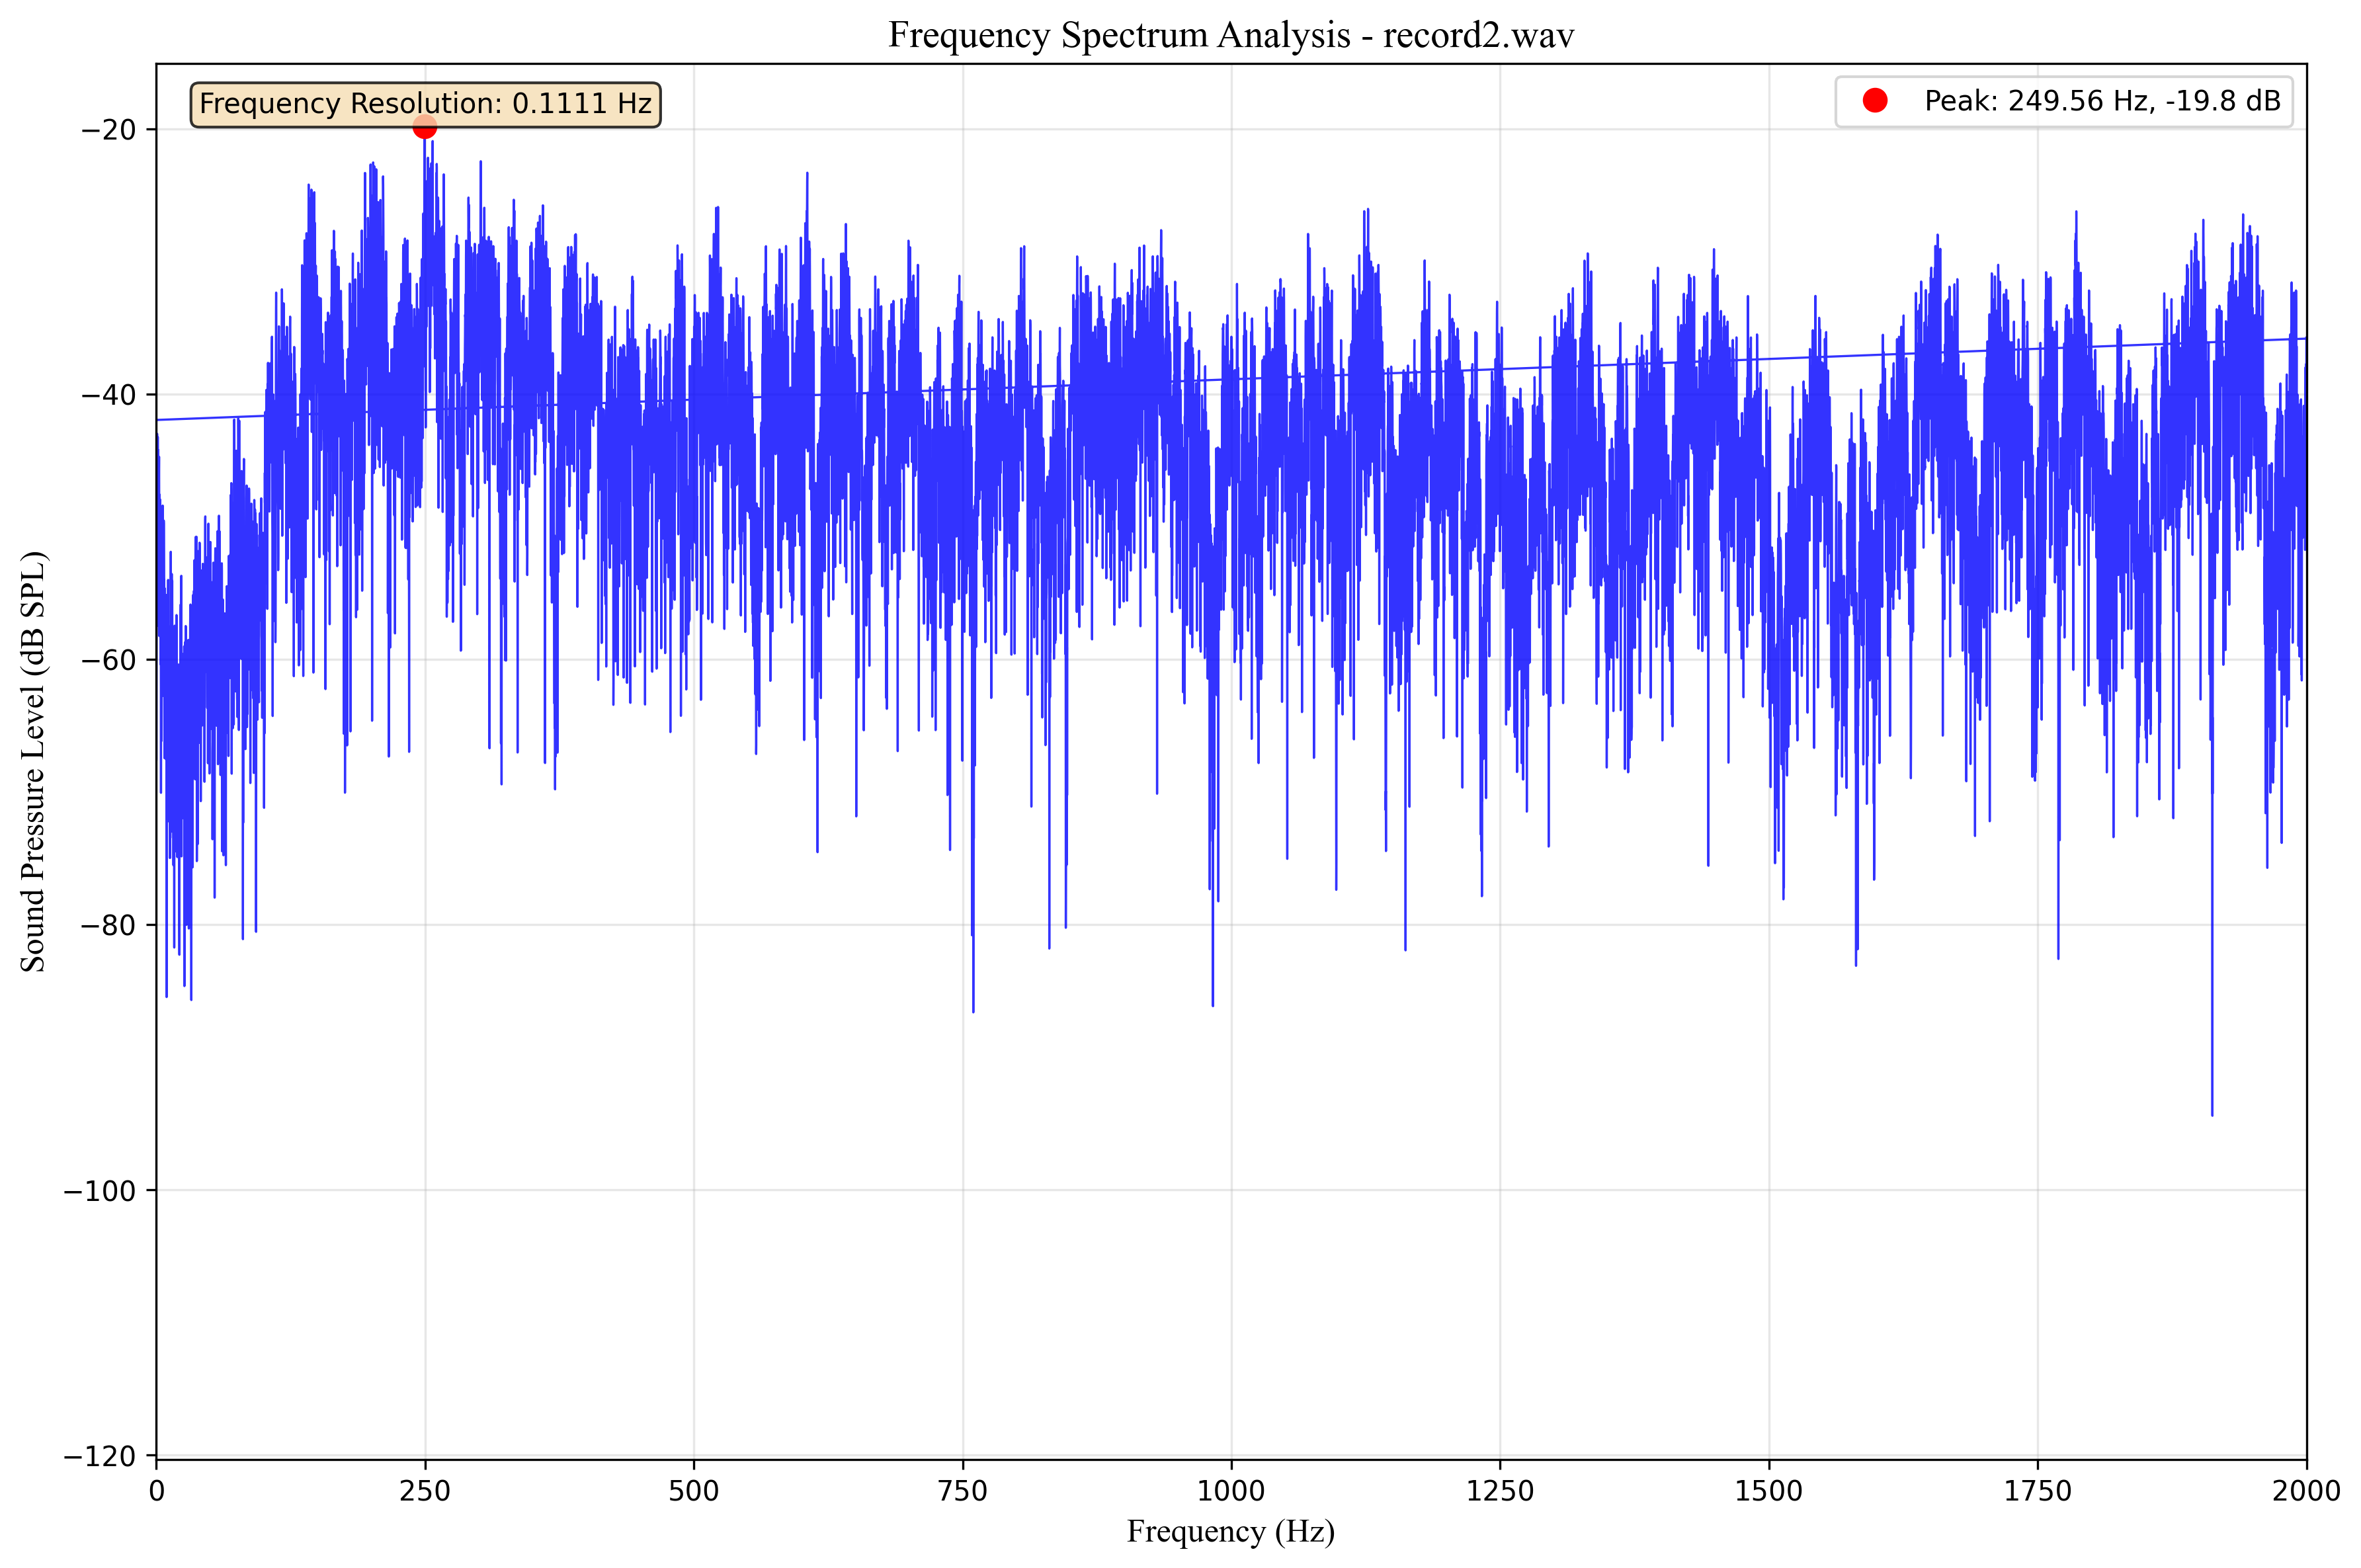 Frequency Spectrum Analysis - record2.wav
Frequency Resolution: 0.1111 Hz
Peak: 249.56 Hz, -19.8 dB
Sound Pressure Level (dB SPL)
−20
−40
−60
−80
−100
−120
0 250 500 750 1000 1250 1500 1750 2000
Frequency (Hz)